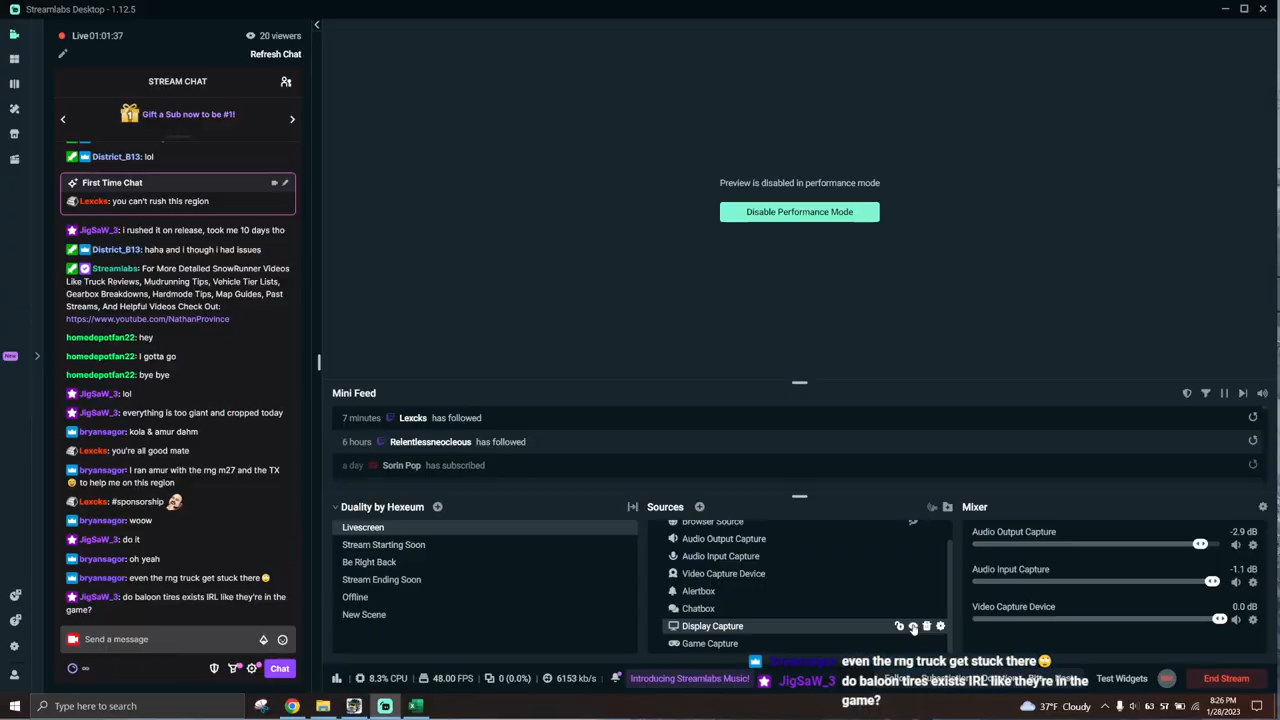 Streamlabs Desktop - 1.12.5
Live 01:01:37
20 viewers
Refresh Chat
STREAM CHAT
Gift a Sub now to be #1!
District_B13: lol
First Time Chat
Lexcks: you can't rush this region
JigSaW_3: i rushed it on release, took me 10 days tho
District_B13: haha and i though i had issues
Streamlabs: For More Detailed SnowRunner Videos
Like Truck Reviews, Mudrunning Tips, Vehicle Tier Lists,
Gearbox Breakdowns, Hardmode Tips, Map Guides, Past
Streams, And Helpful Videos Check Out:
https://www.youtube.com/NathanProvince
homedepotfan22: hey
homedepotfan22: I gotta go
homedepotfan22: bye bye
JigSaW_3: lol
JigSaW_3: everything is too giant and cropped today
bryansagor: kola & amur dahm
Lexcks: you're all good mate
bryansagor: I ran amur with the rng m27 and the TX
to help me on this region
Lexcks: #sponsorship
bryansagor: woow
JigSaW_3: do it
bryansagor: oh yeah
bryansagor: even the rng truck get stuck there
JigSaW_3: do baloon tires exists IRL like they're in the
game?
Send a message
Chat
New
Preview is disabled in performance mode
Disable Performance Mode
Mini Feed
7 minutes Lexcks has followed
6 hours Relentlessneocleous has followed
a day Sorin Pop has subscribed
Duality by Hexeum
Livescreen
Stream Starting Soon
Be Right Back
Stream Ending Soon
Offline
New Scene
Sources
Browser Source
Audio Output Capture
Audio Input Capture
Video Capture Device
Alertbox
Chatbox
Display Capture
Game Capture
Mixer
Audio Output Capture -2.9 dB
Audio Input Capture -1.1 dB
Video Capture Device 0.0 dB
bryansagor even the rng truck get stuck there
JigSaW_3 do baloon tires exists IRL like they're in the
game?
8.3% CPU
48.00 FPS
0 (0.0%)
6153 kb/s
Introducing Streamlabs Music!
Test Widgets
End Stream
Type here to search
37°F Cloudy
63
57
8:26 PM
1/28/2023